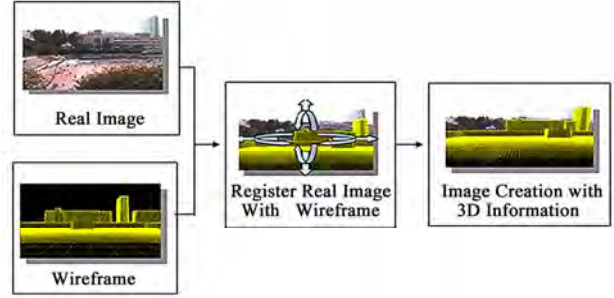 Real Image
Wireframe
Register Real Image
With Wireframe
Image Creation with
3D Information